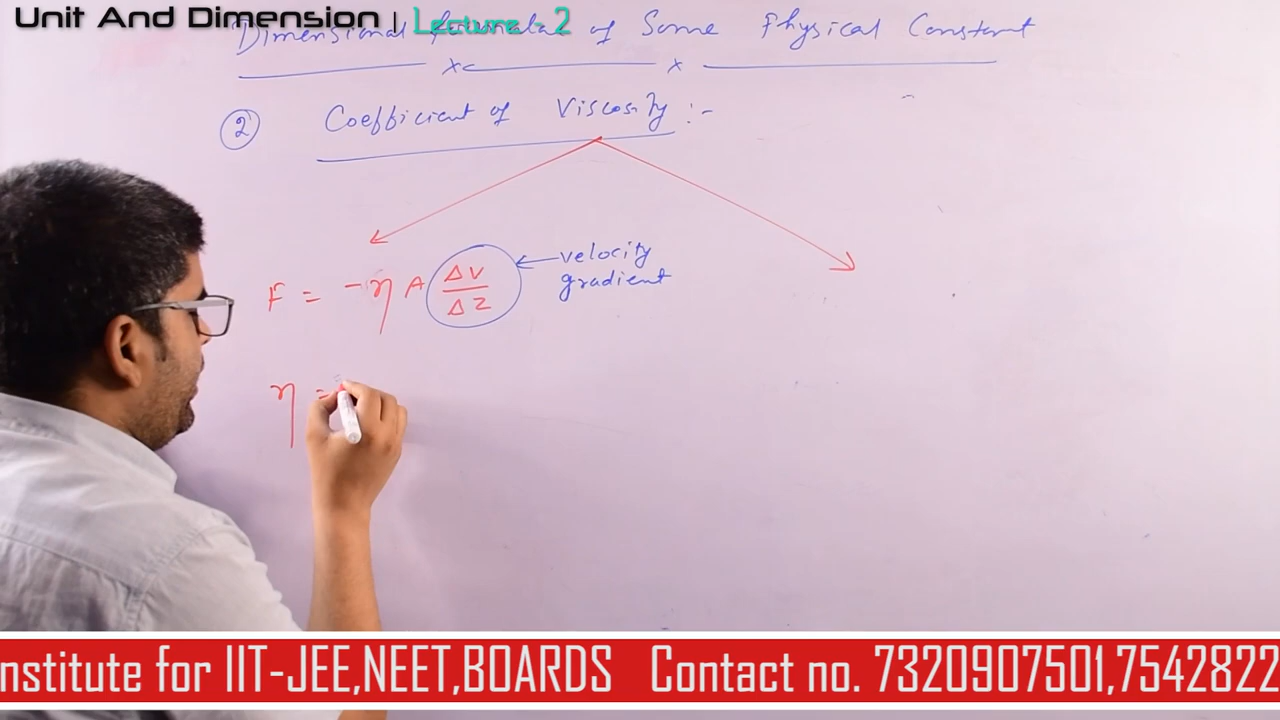 Unit And Dimension | Lecture - 2
Dimensional formulae of Some Physical Constant
② Coefficient of Viscosity :-
F = - η A ΔV / ΔZ
velocity
gradient
η =
nstitute for IIT-JEE,NEET,BOARDS Contact no. 7320907501,7542822